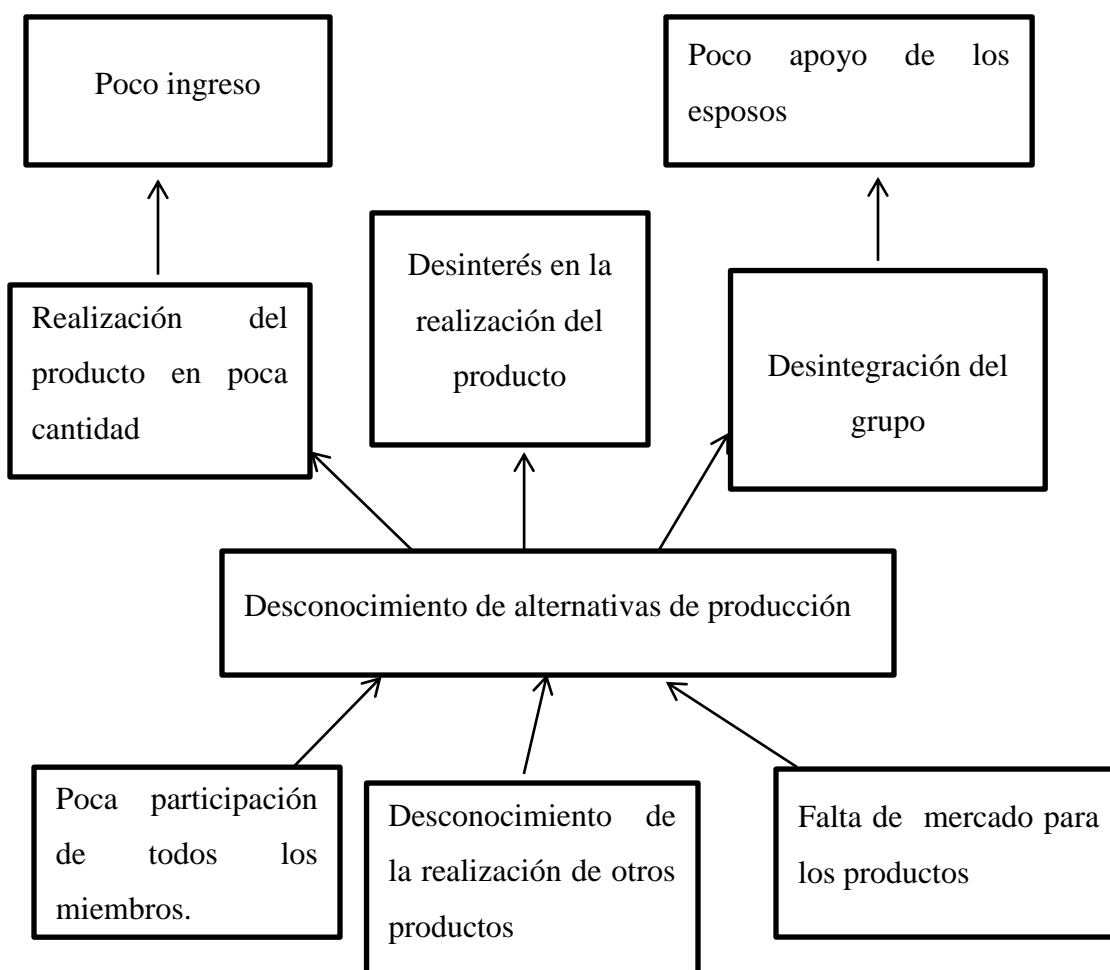 Poco ingreso
Poco apoyo de los
esposos
Realización del
producto en poca
cantidad
Desinterés en la
realización del
producto
Desintegración del
grupo
Desconocimiento de alternativas de producción
Poca participación
de todos los
miembros.
Desconocimiento de
la realización de otros
productos
Falta de mercado para
los productos